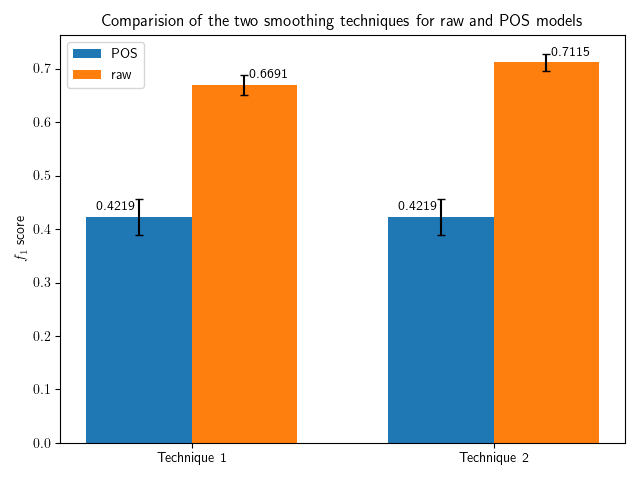 Comparision of the two smoothing techniques for raw and POS models
POS
raw
0.4219
0.6691
0.4219
0.7115
0.7
0.6
0.5
0.4
0.3
0.2
0.1
0.0
f1 score
Technique 1
Technique 2